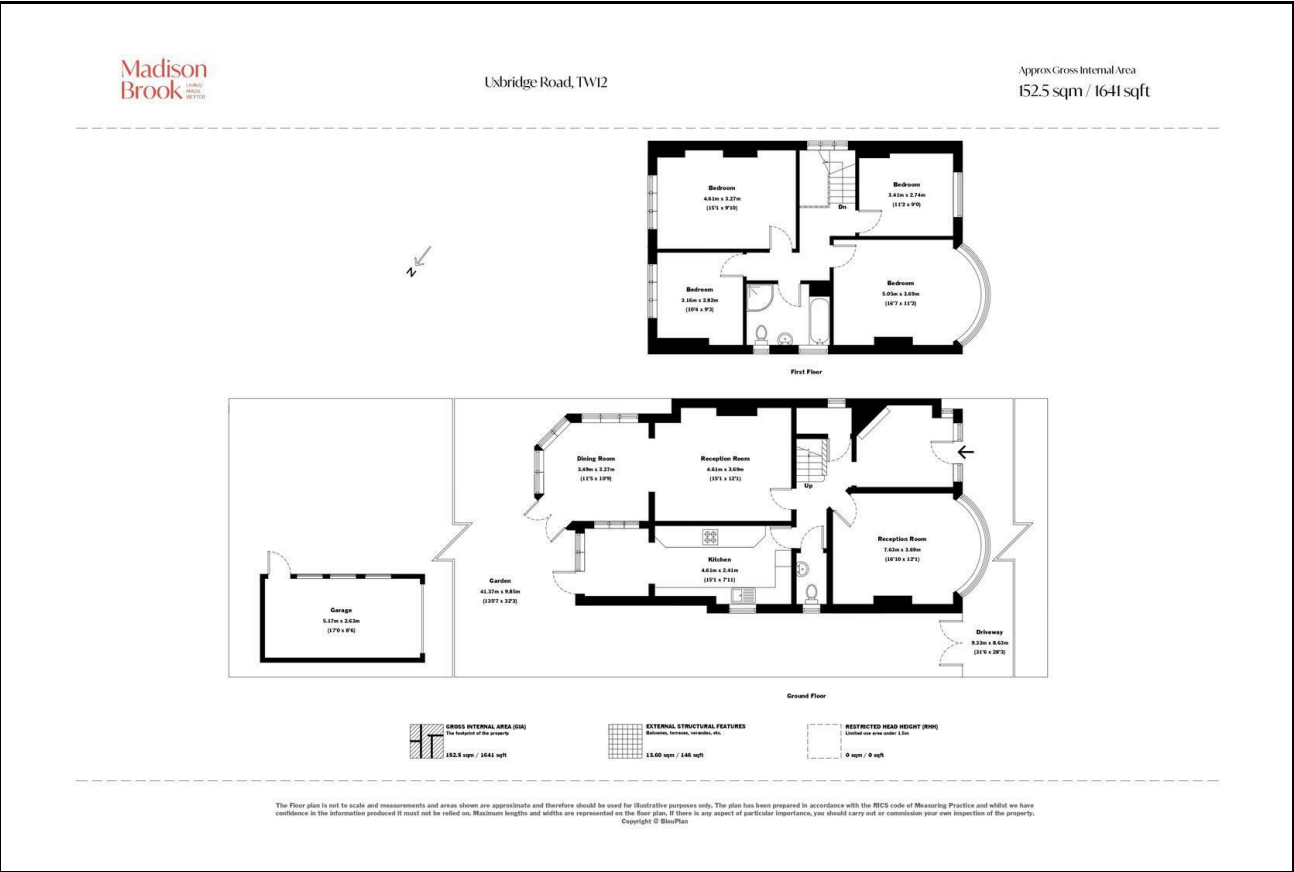 Madison
Brook
LIVING
MADE
BETTER
Uxbridge Road, TW12
Approx Gross Internal Area
152.5 sqm / 1641 sqft
Bedroom
4.61m x 3.27m
(15'1 x 9'10)
Dn
Bedroom
3.41m x 2.74m
(11'2 x 9'0)
N
Bedroom
3.16m x 2.82m
(10'4 x 9'3)
Bedroom
5.05m x 3.69m
(16'7 x 11'2)
First Floor
Dining Room
3.49m x 3.27m
(11'5 x 10'9)
Reception Room
4.61m x 3.69m
(15'1 x 12'1)
Up
Reception Room
7.63m x 3.69m
(16'10 x 12'1)
Kitchen
4.61m x 2.41m
(15'1 x 7'11)
Garden
41.37m x 9.85m
(135'7 x 32'3)
Garage
5.17m x 2.63m
(17'0 x 8'6)
Driveway
9.33m x 8.63m
(31'6 x 28'3)
Ground Floor
GROSS INTERNAL AREA (GIA)
The footprint of the property
152.5 sqm / 1641 sqft
EXTERNAL STRUCTURAL FEATURES
Balconies, terraces, verandas, etc.
13.60 sqm / 146 sqft
RESTRICTED HEAD HEIGHT (RHH)
Limited use area under 1.5m
0 sqm / 0 sqft
The Floor plan is not to scale and measurements and areas shown are approximate and therefore should be used for illustrative purposes only. The plan has been prepared in accordance with the RICS code of Measuring Practice and whilst we have
confidence in the information produced it must not be relied on. Maximum lengths and widths are represented on the floor plan. If there is any aspect of particular importance, you should carry out or commission your own inspection of the property.
Copyright @ BleuPlan